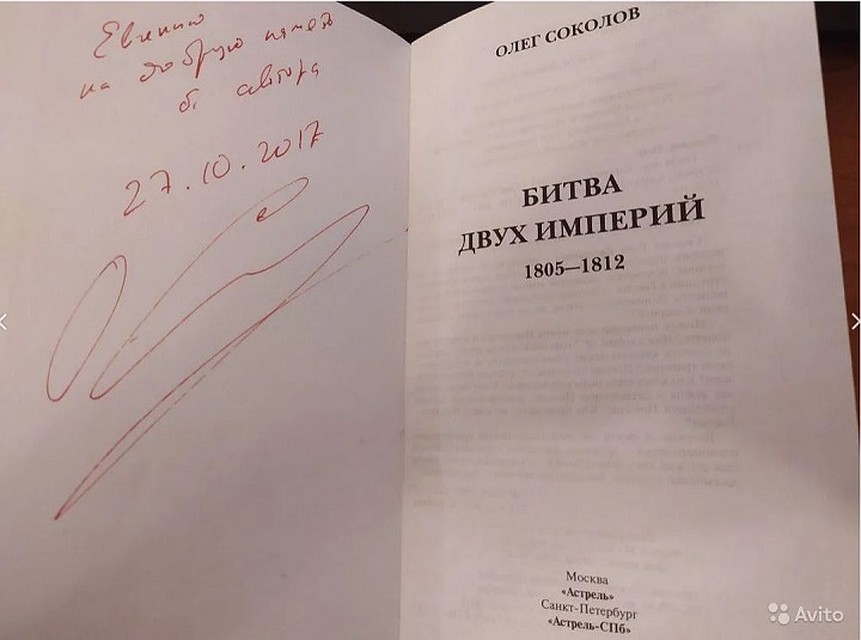 Евгению
на добрую память
от автора
27.10.2017
ОЛЕГ СОКОЛОВ
БИТВА
ДВУХ ИМПЕРИЙ
1805—1812
Москва
«Астрель»
Санкт-Петербург
«Астрель-СПб»
Avito